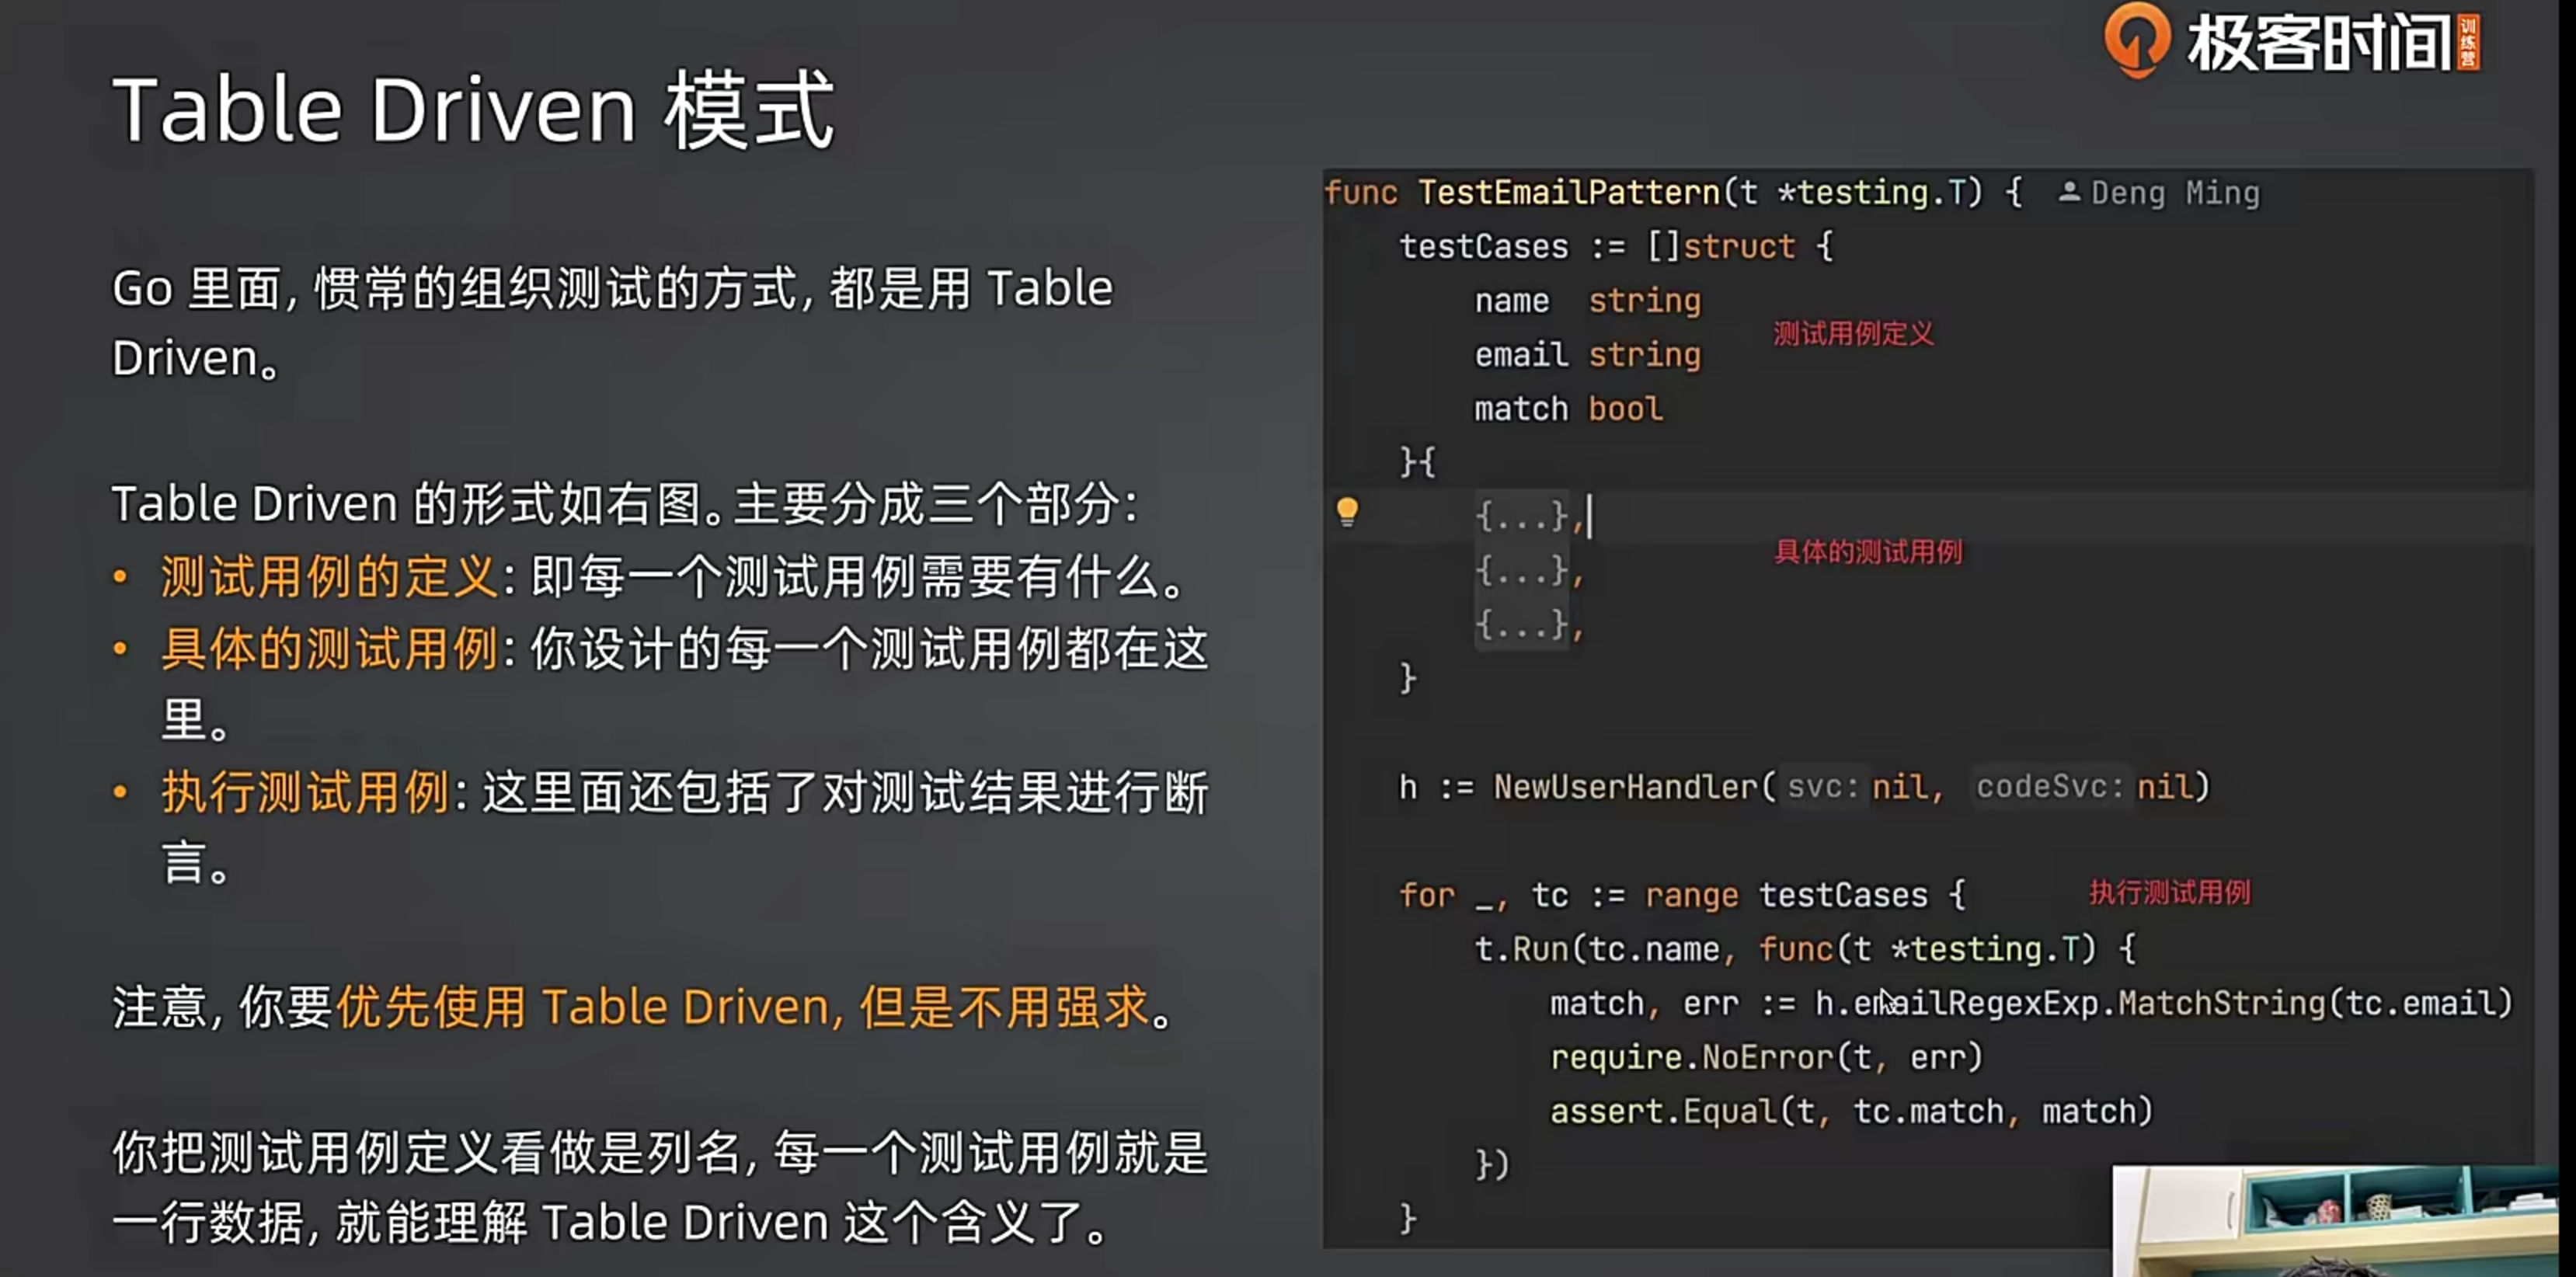 极客时间 训练营
Table Driven 模式
Go 里面, 惯常的组织测试的方式, 都是用 Table
Driven。
Table Driven 的形式如右图。主要分成三个部分:
• 测试用例的定义: 即每一个测试用例需要有什么。
• 具体的测试用例: 你设计的每一个测试用例都在这
里。
• 执行测试用例: 这里面还包括了对测试结果进行断
言。
注意, 你要优先使用 Table Driven, 但是不用强求。
你把测试用例定义看做是列名, 每一个测试用例就是
一行数据, 就能理解 Table Driven 这个含义了。
func TestEmailPattern(t *testing.T) { Deng Ming
testCases := []struct {
name string
测试用例定义
email string
match bool
}{
{...},
具体的测试用例
{...},
{...},
}
h := NewUserHandler( svc: nil, codeSvc: nil)
for _, tc := range testCases { 执行测试用例
t.Run(tc.name, func(t *testing.T) {
match, err := h.emailRegexExp.MatchString(tc.email)
require.NoError(t, err)
assert.Equal(t, tc.match, match)
})
}